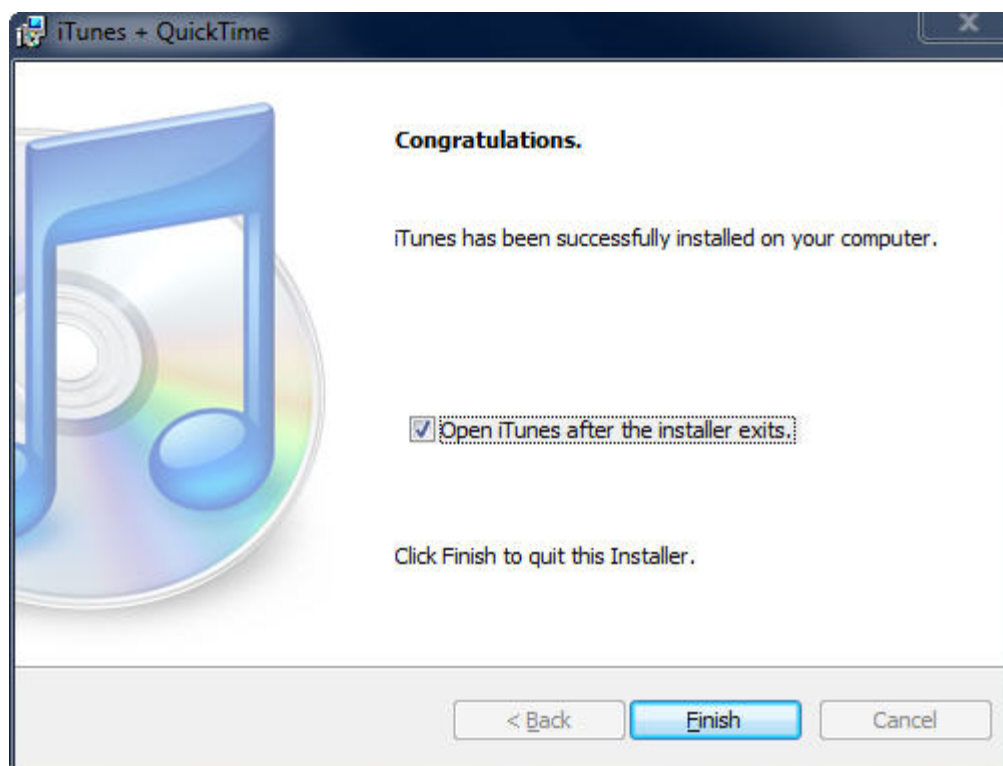 iTunes + QuickTime
Congratulations.
iTunes has been successfully installed on your computer.
Open iTunes after the installer exits.
Click Finish to quit this Installer.
< Back
Finish
Cancel